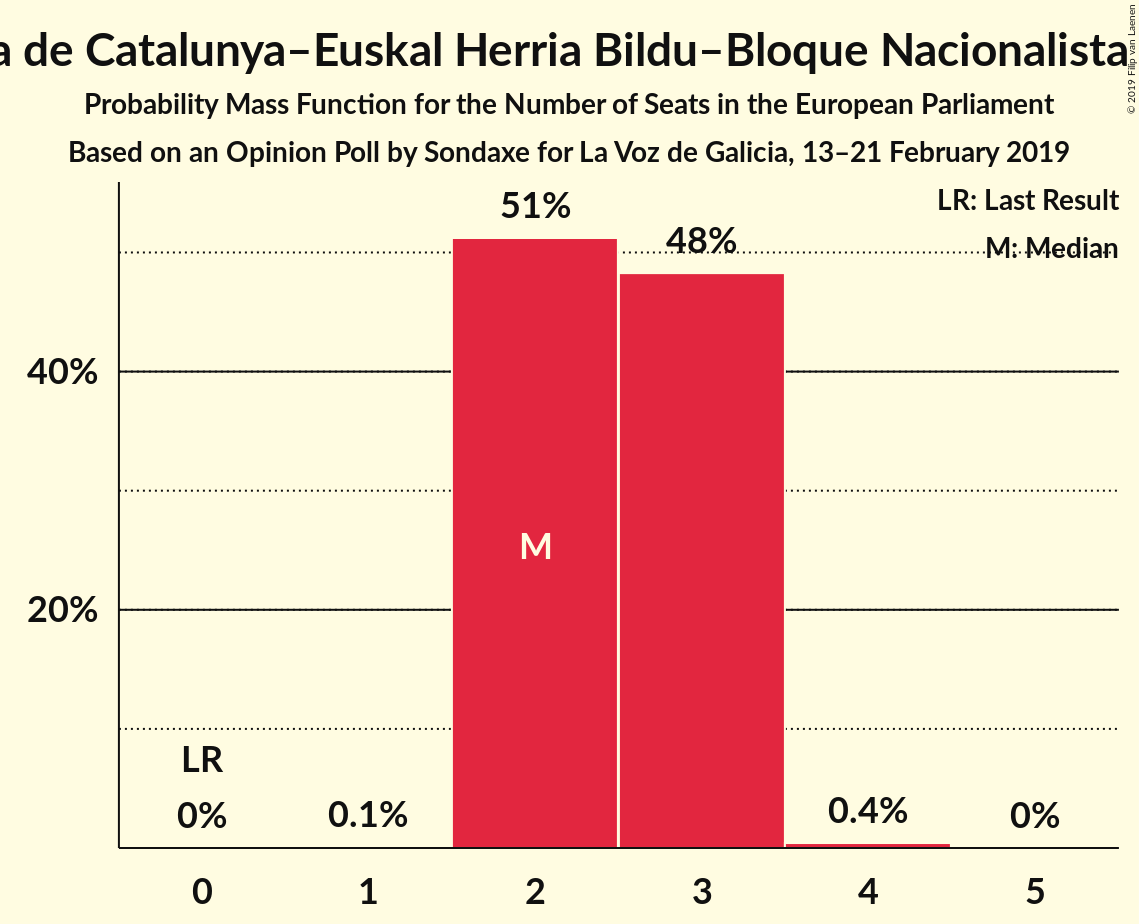 a de Catalunya–Euskal Herria Bildu–Bloque Nacionalista
© 2019 Filip van Laenen
Probability Mass Function for the Number of Seats in the European Parliament
Based on an Opinion Poll by Sondaxe for La Voz de Galicia, 13–21 February 2019
LR: Last Result
M: Median
51%
48%
40%
M
20%
LR
0%
0.1%
0.4%
0%
0 1 2 3 4 5